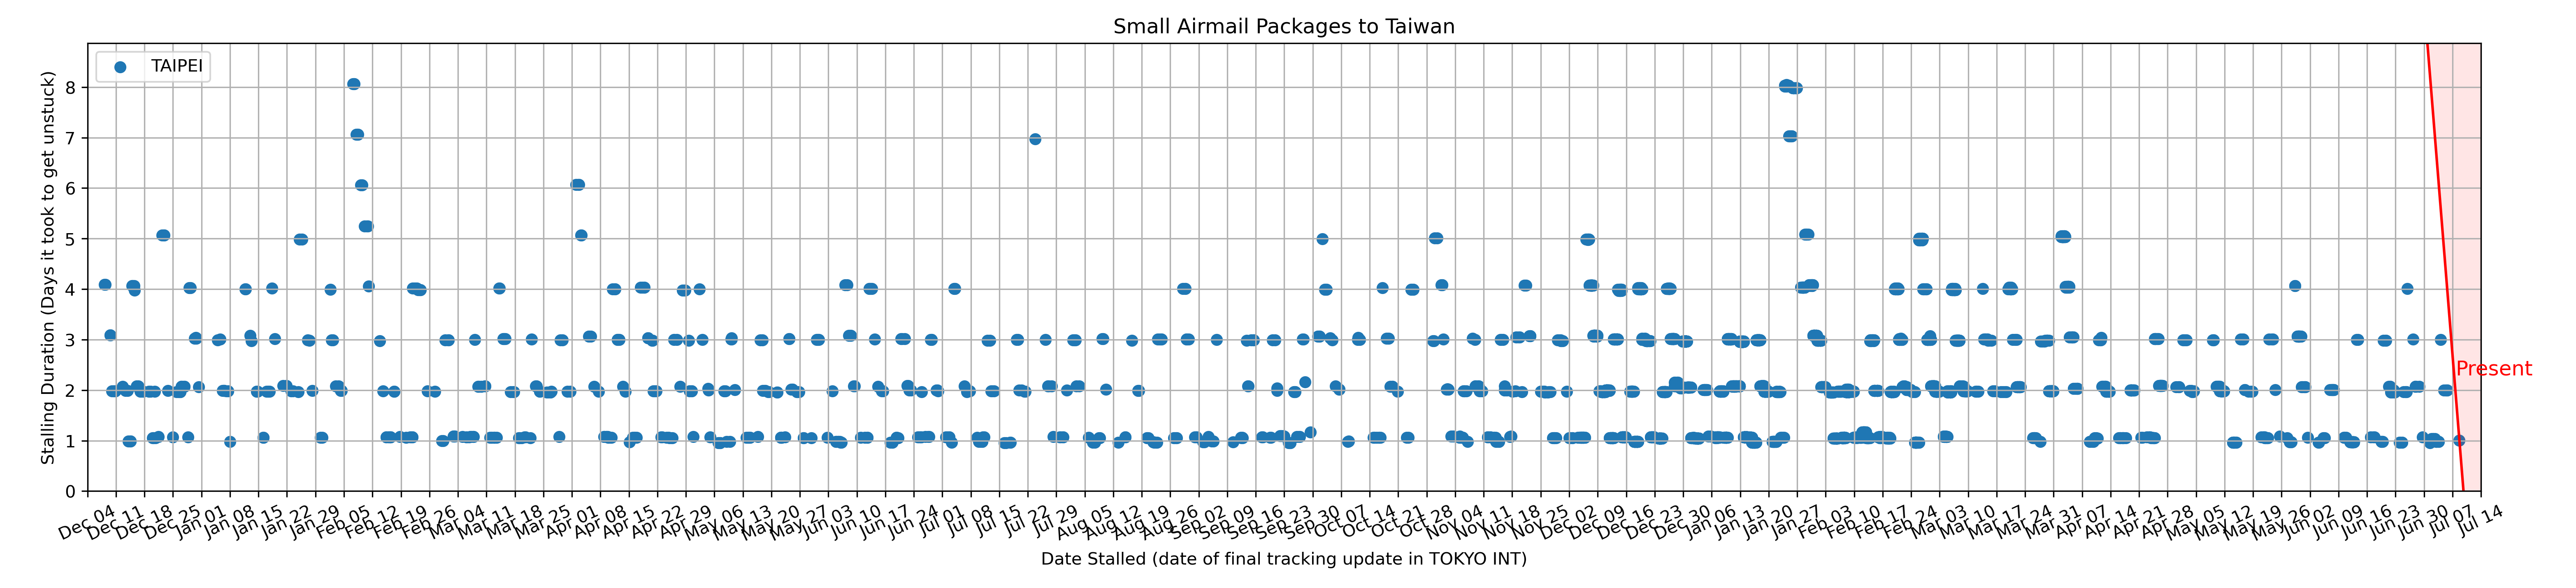 Small Airmail Packages to Taiwan
TAIPEI
Stalling Duration (Days it took to get unstuck)
8
7
6
5
4
3
2
1
0
Present
Dec 04
Dec 11
Dec 18
Dec 25
Jan 01
Jan 08
Jan 15
Jan 22
Jan 29
Feb 05
Feb 12
Feb 19
Feb 26
Mar 04
Mar 11
Mar 18
Mar 25
Apr 01
Apr 08
Apr 15
Apr 22
Apr 29
May 06
May 13
May 20
May 27
Jun 03
Jun 10
Jun 17
Jun 24
Jul 01
Jul 08
Jul 15
Jul 22
Jul 29
Aug 05
Aug 12
Aug 19
Aug 26
Sep 02
Sep 09
Sep 16
Sep 23
Sep 30
Oct 07
Oct 14
Oct 21
Oct 28
Nov 04
Nov 11
Nov 18
Nov 25
Dec 02
Dec 09
Dec 16
Dec 23
Dec 30
Jan 06
Jan 13
Jan 20
Jan 27
Feb 03
Feb 10
Feb 17
Feb 24
Mar 03
Mar 10
Mar 17
Mar 24
Mar 31
Apr 07
Apr 14
Apr 21
Apr 28
May 05
May 12
May 19
May 26
Jun 02
Jun 09
Jun 16
Jun 23
Jun 30
Jul 07
Jul 14
Date Stalled (date of final tracking update in TOKYO INT)